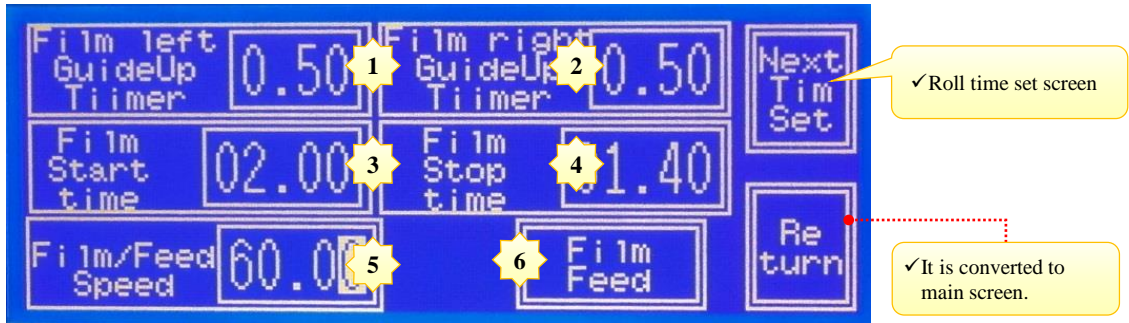 Film left
GuideUp
Tiimer
0.50
1
Film right
GuideUp
Tiimer
2
0.50
Next
Tim
Set
✓Roll time set screen
Film
Start
time
02.00
3
Film
Stop
time
4
01.40
Film/Feed
Speed
60.00
5
6
Film
Feed
Re
turn
✓It is converted to
main screen.